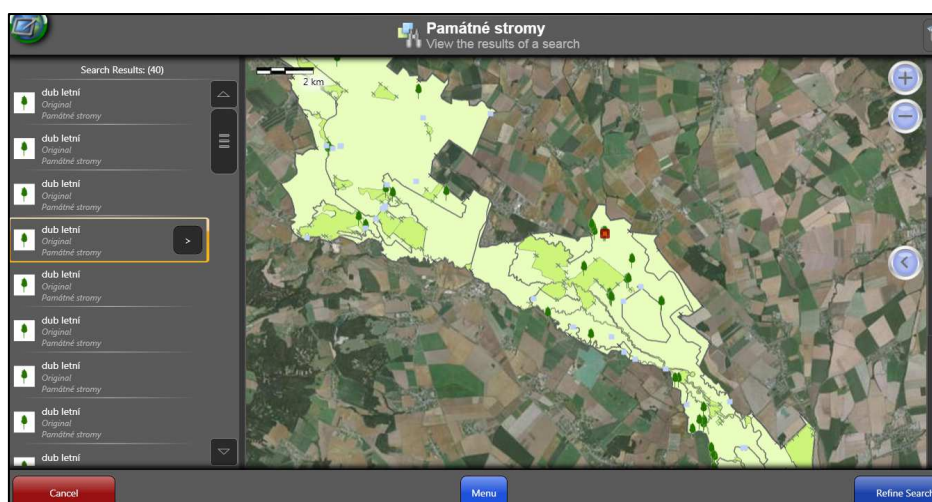 Památné stromy
View the results of a search
Search Results: (40)
dub letní
Original
Památné stromy
dub letní
Original
Památné stromy
dub letní
Original
Památné stromy
dub letní
Original
Památné stromy
>
dub letní
Original
Památné stromy
dub letní
Original
Památné stromy
dub letní
Original
Památné stromy
dub letní
Original
Památné stromy
dub letní
2 km
Cancel
Menu
Refine Search